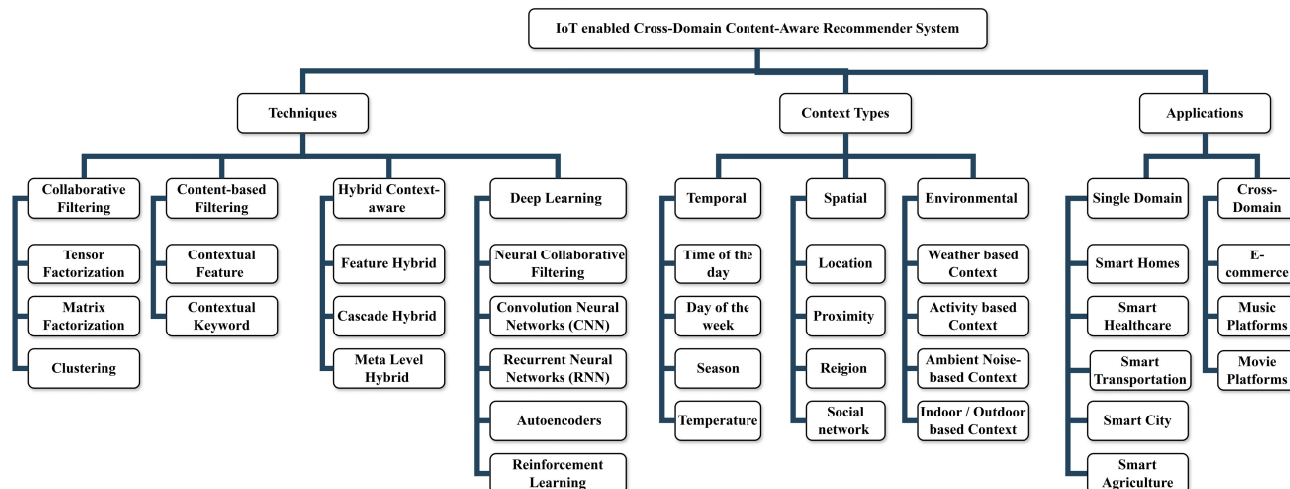 IoT enabled Cross-Domain Content-Aware Recommender System
Techniques
Context Types
Applications
Collaborative
Filtering
Tensor
Factorization
Matrix
Factorization
Clustering
Content-based
Filtering
Contextual
Feature
Contextual
Keyword
Hybrid Context-
aware
Feature Hybrid
Cascade Hybrid
Meta Level
Hybrid
Deep Learning
Neural Collaborative
Filtering
Convolution Neural
Networks (CNN)
Recurrent Neural
Networks (RNN)
Autoencoders
Reinforcement
Learning
Temporal
Time of the
day
Day of the
week
Season
Temperature
Spatial
Location
Proximity
Reigion
Social
network
Environmental
Weather based
Context
Activity based
Context
Ambient Noise-
based Context
Indoor / Outdoor
based Context
Single Domain
Smart Homes
Smart
Healthcare
Smart
Transportation
Smart City
Smart
Agriculture
Cross-
Domain
E-
commerce
Music
Platforms
Movie
Platforms